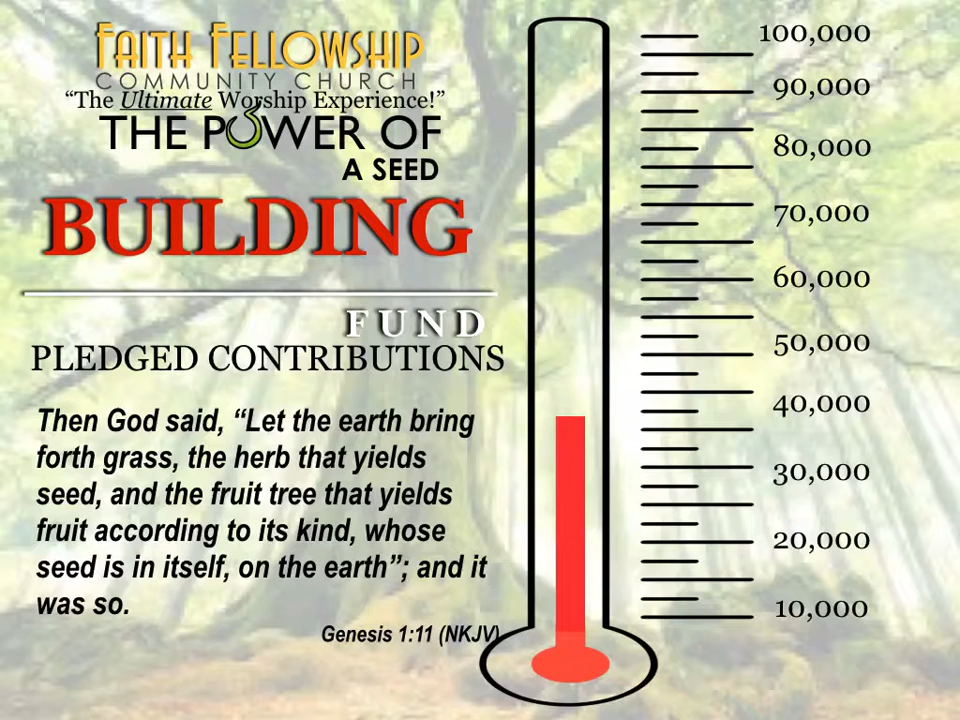 FAITH FELLOWSHIP
COMMUNITY CHURCH
“The Ultimate Worship Experience!”
THE POWER OF
A SEED
BUILDING
FUND
PLEDGED CONTRIBUTIONS
Then God said, “Let the earth bring
forth grass, the herb that yields
seed, and the fruit tree that yields
fruit according to its kind, whose
seed is in itself, on the earth”; and it
was so.
Genesis 1:11 (NKJV)
100,000
90,000
80,000
70,000
60,000
50,000
40,000
30,000
20,000
10,000